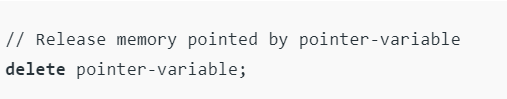 // Release memory pointed by pointer-variable
delete pointer-variable;